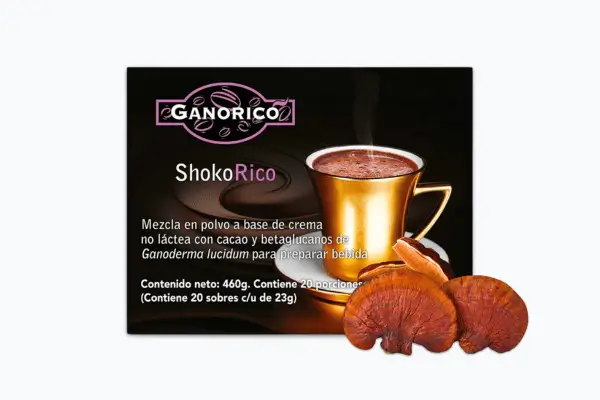 GANORICO
ShokoRico
Mezcla en polvo a base de crema
no láctea con cacao y betaglucanos de
Ganoderma lucidum para preparar bebida
Contenido neto: 460g. Contiene 20 porciones
(Contiene 20 sobres c/u de 23g)